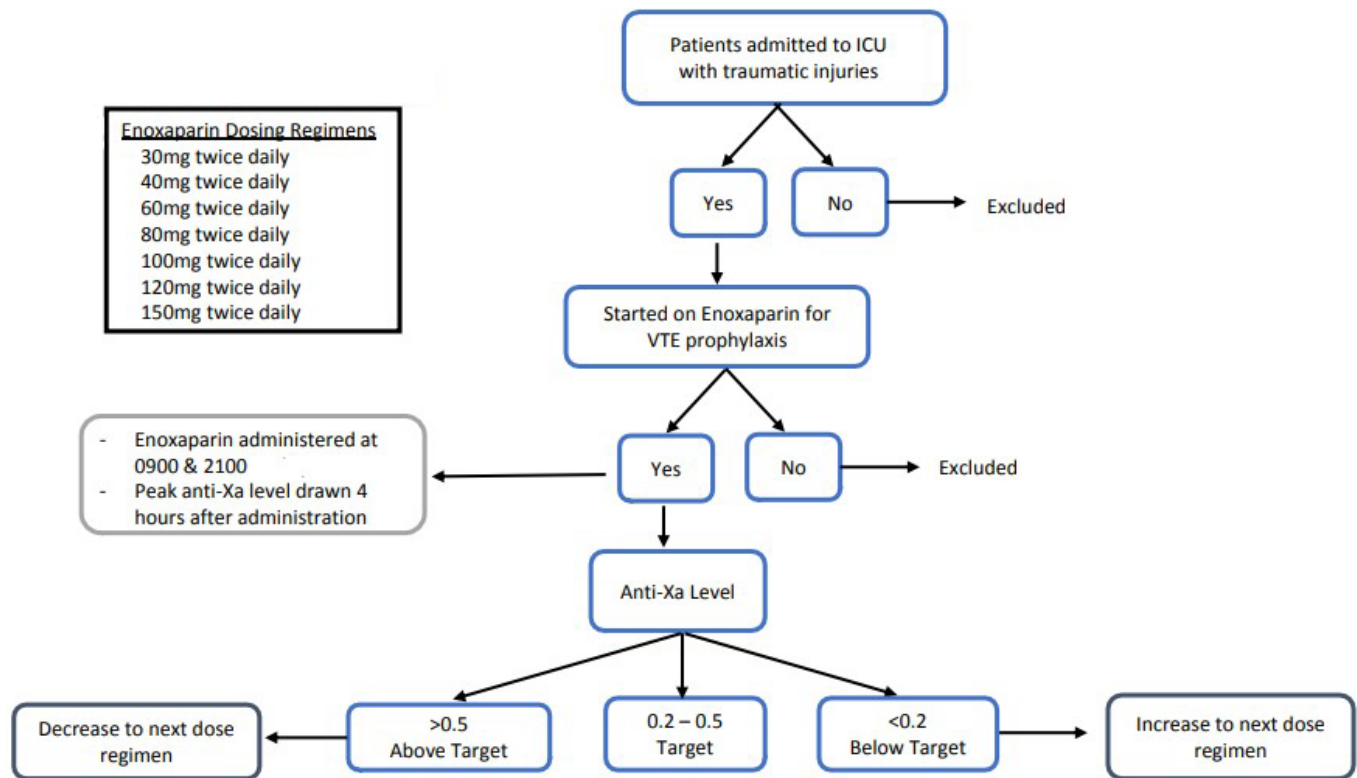 Patients admitted to ICU
with traumatic injuries
Enoxaparin Dosing Regimens
30mg twice daily
40mg twice daily
60mg twice daily
80mg twice daily
100mg twice daily
120mg twice daily
150mg twice daily
Yes
No
Excluded
Started on Enoxaparin for
VTE prophylaxis
- Enoxaparin administered at
0900 & 2100
- Peak anti-Xa level drawn 4
hours after administration
Yes
No
Excluded
Anti-Xa Level
Decrease to next dose
regimen
>0.5
Above Target
0.2 – 0.5
Target
<0.2
Below Target
Increase to next dose
regimen